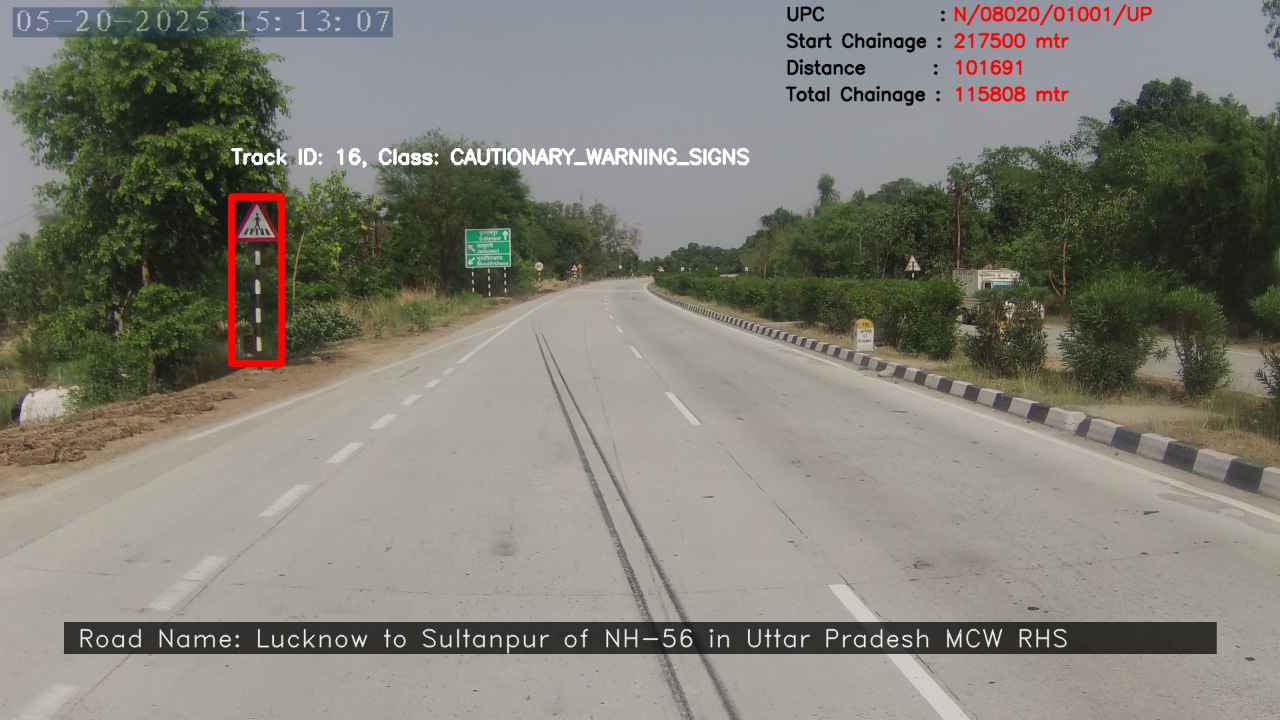 05-20-2025 15:13:07
UPC : N/08020/01001/UP
Start Chainage : 217500 mtr
Distance : 101691
Total Chainage : 115808 mtr
Track ID: 16, Class: CAUTIONARY_WARNING_SIGNS
Road Name: Lucknow to Sultanpur of NH-56 in Uttar Pradesh MCW RHS